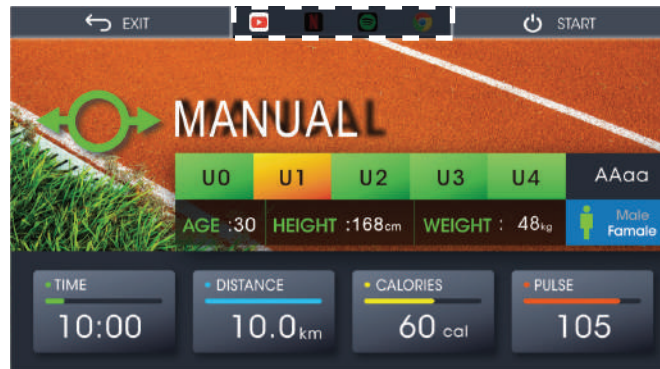 EXIT
START
MANUAL
U0 U1 U2 U3 U4 AAaa
AGE :30 HEIGHT :168cm WEIGHT : 48kg Male
Famale
TIME DISTANCE CALORIES PULSE
10:00 10.0km 60 cal 105